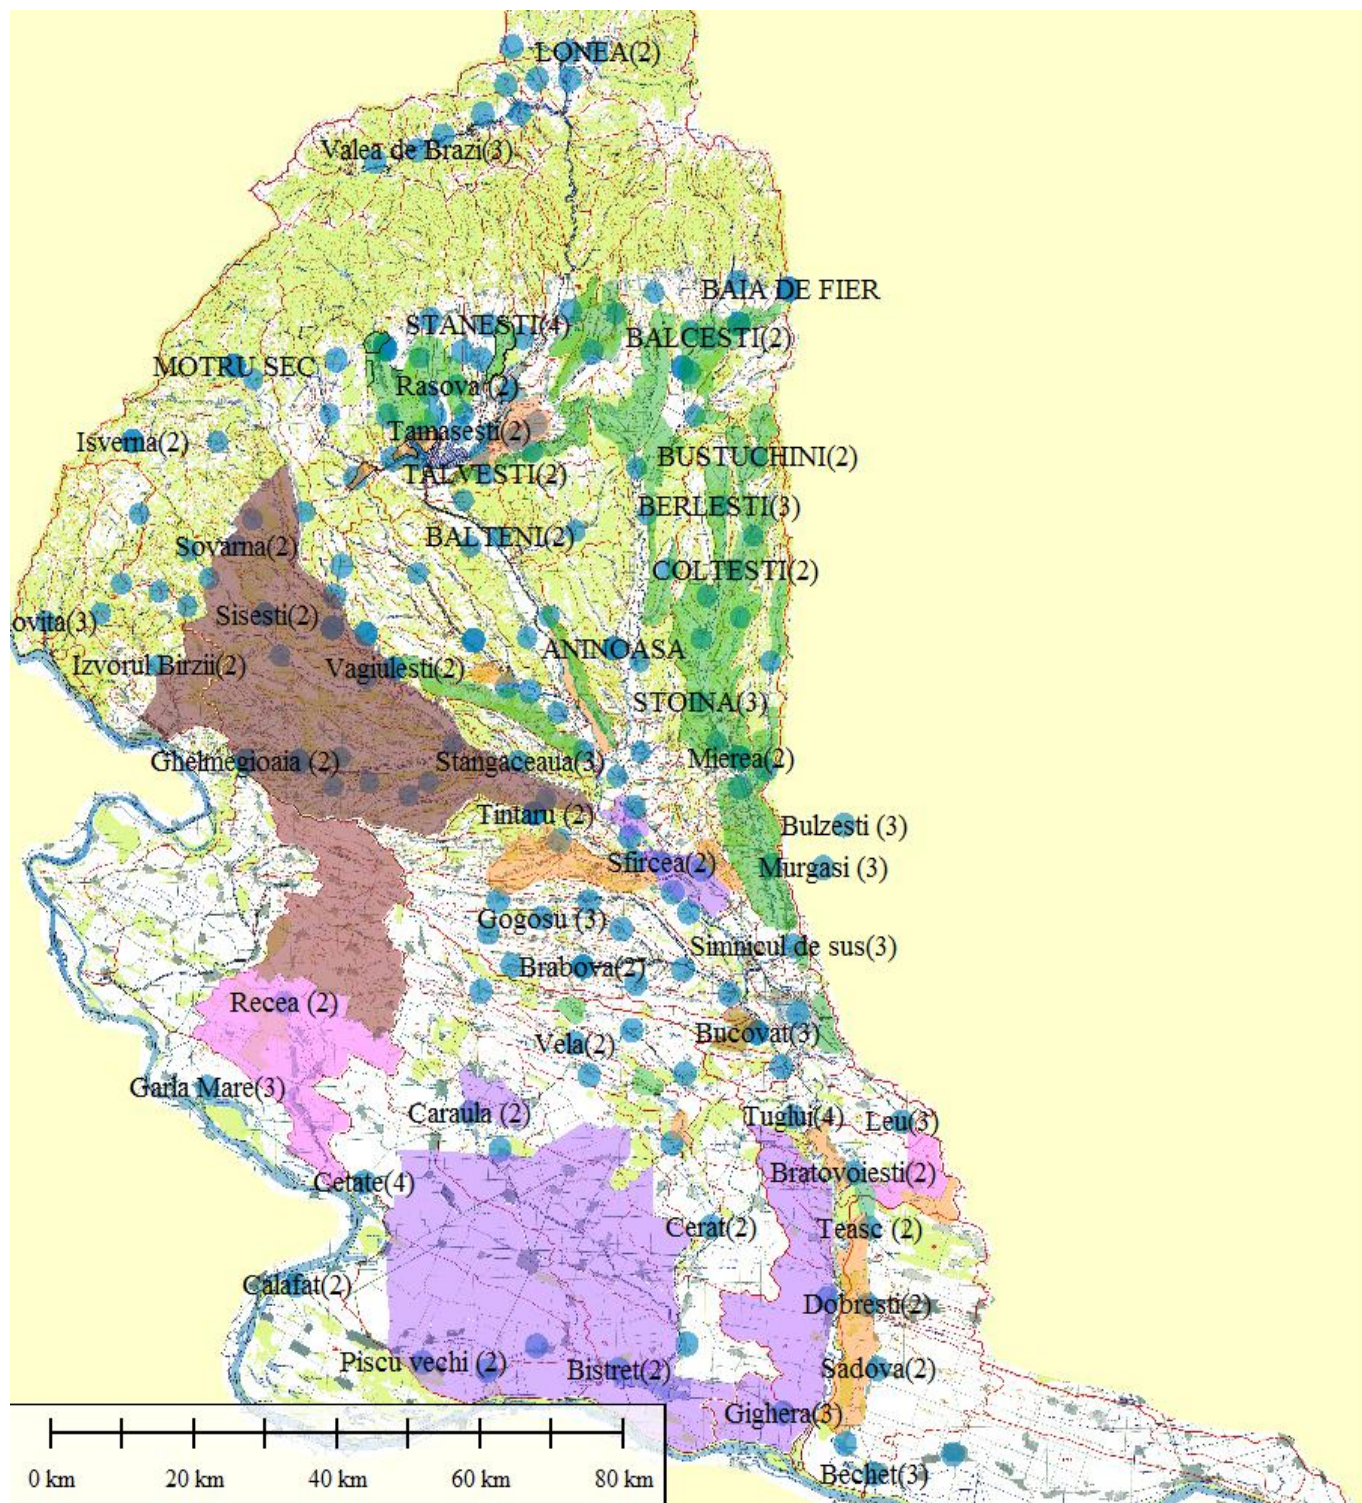 LONEA(2)
Valea de Brazi(3)
BAIA DE FIER
STANESTI(4)
BALCESTI(2)
MOTRU SEC
Rasova (2)
Tamasesti(2)
Isverna(2)
BUSTUCHINI(2)
TALVESTI(2)
BERLESTI(3)
BALTENI(2)
Sovarna(2)
COLTESTI(2)
Sisesti(2)
ovita(3)
ANINOASA
Izvorul Birzii(2)
Vagiulesti(2)
STOINA(3)
Ghelmegioaia (2)
Stangaceaua(3)
Mierea(2)
Tintaru (2)
Bulzesti (3)
Sfircea(2)
Murgasi (3)
Gogosu (3)
Simnicul de sus(3)
Brabova(2)
Recea (2)
Vela(2)
Bucovat(3)
Garla Mare(3)
Caraula (2)
Tuglui(4)
Leu(3)
Bratovoiesti(2)
Cetate(4)
Cerat(2)
Teasc (2)
Calafat(2)
Dobresti(2)
Piscu vechi (2)
Bistret(2)
Sadova(2)
Gighera(3)
Bechet(3)
0 km 20 km 40 km 60 km 80 km